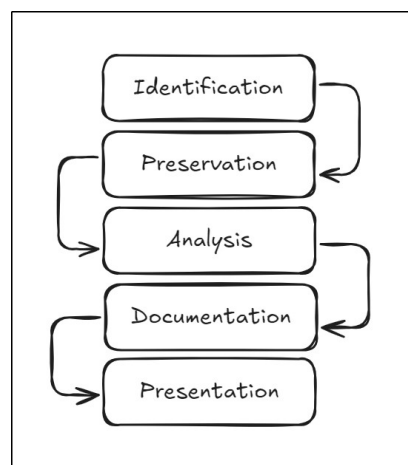 Identification
Preservation
Analysis
Documentation
Presentation